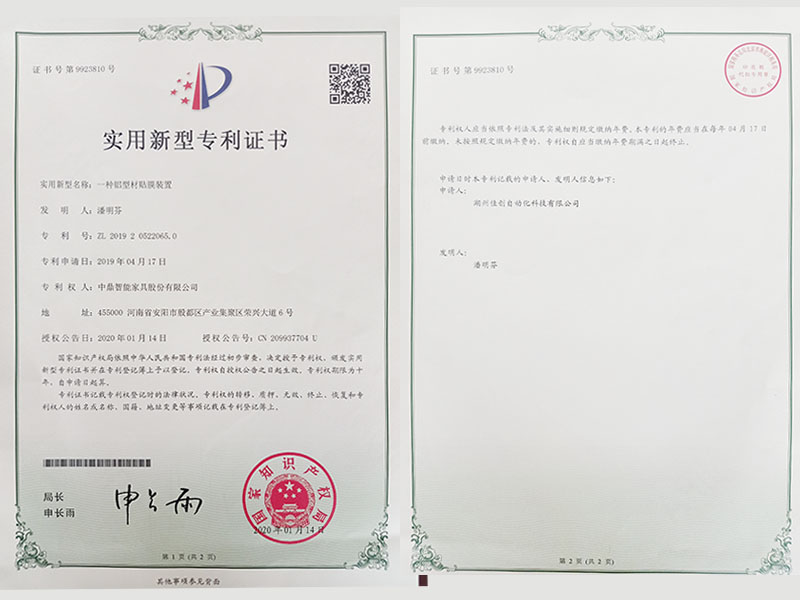 证书号第9923810号
实用新型专利证书
实用新型名称：一种铝型材贴膜装置
发 明 人：潘明芬
专 利 号：ZL 2019 2 0522065.0
专利申请日：2019年04月17日
专 利 权 人：中鼎智能家具股份有限公司
地 址：455000 河南省安阳市殷都区产业集聚区荣兴大道6号
授权公告日：2020年01月14日 授权公告号：CN 209937704 U
国家知识产权局依照中华人民共和国专利法经过初步审查，决定授予专利权，颁发实用
新型专利证书并在专利登记簿上予以登记。专利权自授权公告之日起生效。专利权期限为十
年，自申请日起算。
专利证书记载专利权登记时的法律状况。专利权的转移、质押、无效、终止、恢复和专
利权人的姓名或名称、国籍、地址变更等事项记载在专利登记簿上。
局长
申长雨
申长雨
国家知识产权局
2020年01月14日
第 1 页 (共 2 页)
其他事项参见背面
证书号第9923810号
专利权人应当依照专利法及其实施细则规定缴纳年费。本专利的年费应当在每年04月17日
前缴纳。未按照规定缴纳年费的，专利权自应当缴纳年费期满之日起终止。
申请日时本专利记载的申请人、发明人信息如下：
申请人：
湖州佳创自动化科技有限公司
发明人：
潘明芬
第 2 页 (共 2 页)